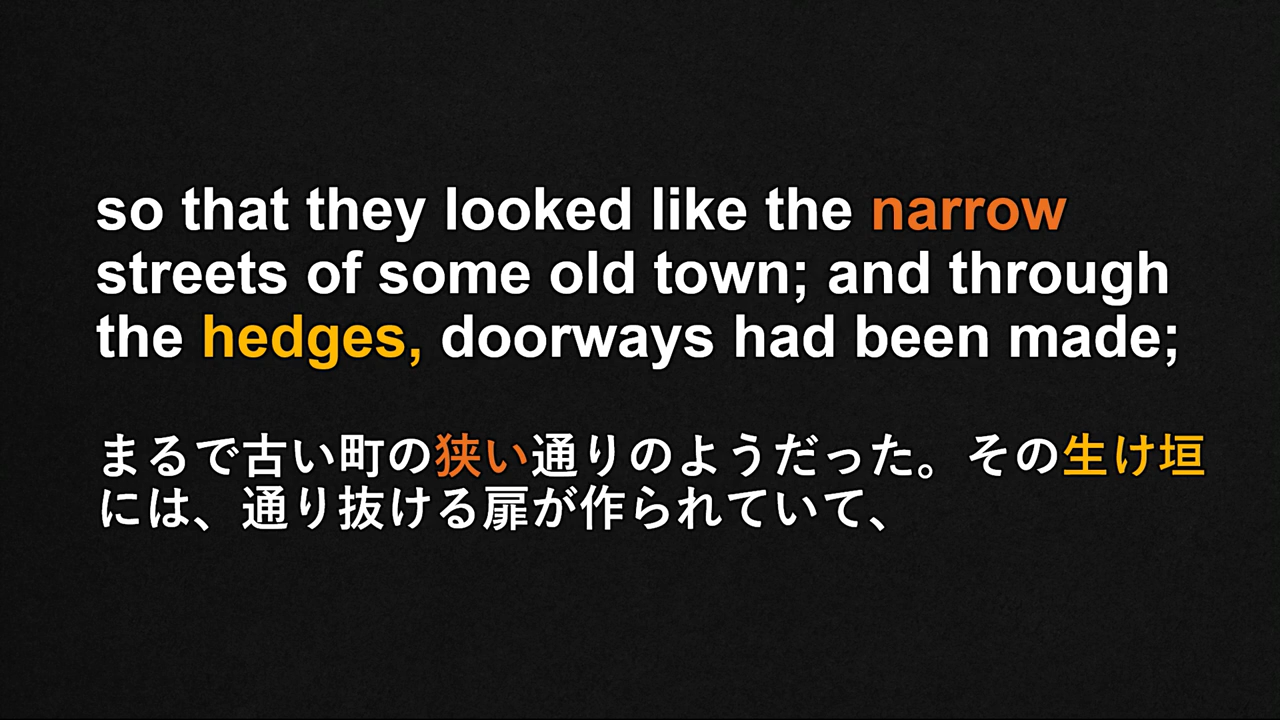 so that they looked like the narrow
streets of some old town; and through
the hedges, doorways had been made;
まるで古い町の狭い通りのようだった。その生け垣
には、通り抜ける扉が作られていて、